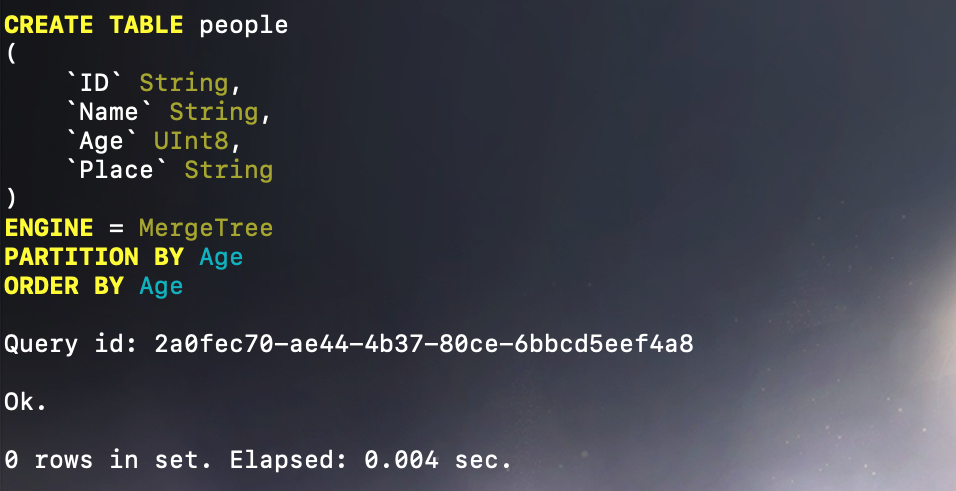 CREATE TABLE people
(
    `ID` String,
    `Name` String,
    `Age` UInt8,
    `Place` String
)
ENGINE = MergeTree
PARTITION BY Age
ORDER BY Age
Query id: 2a0fec70-ae44-4b37-80ce-6bbcd5eef4a8
Ok.
0 rows in set. Elapsed: 0.004 sec.